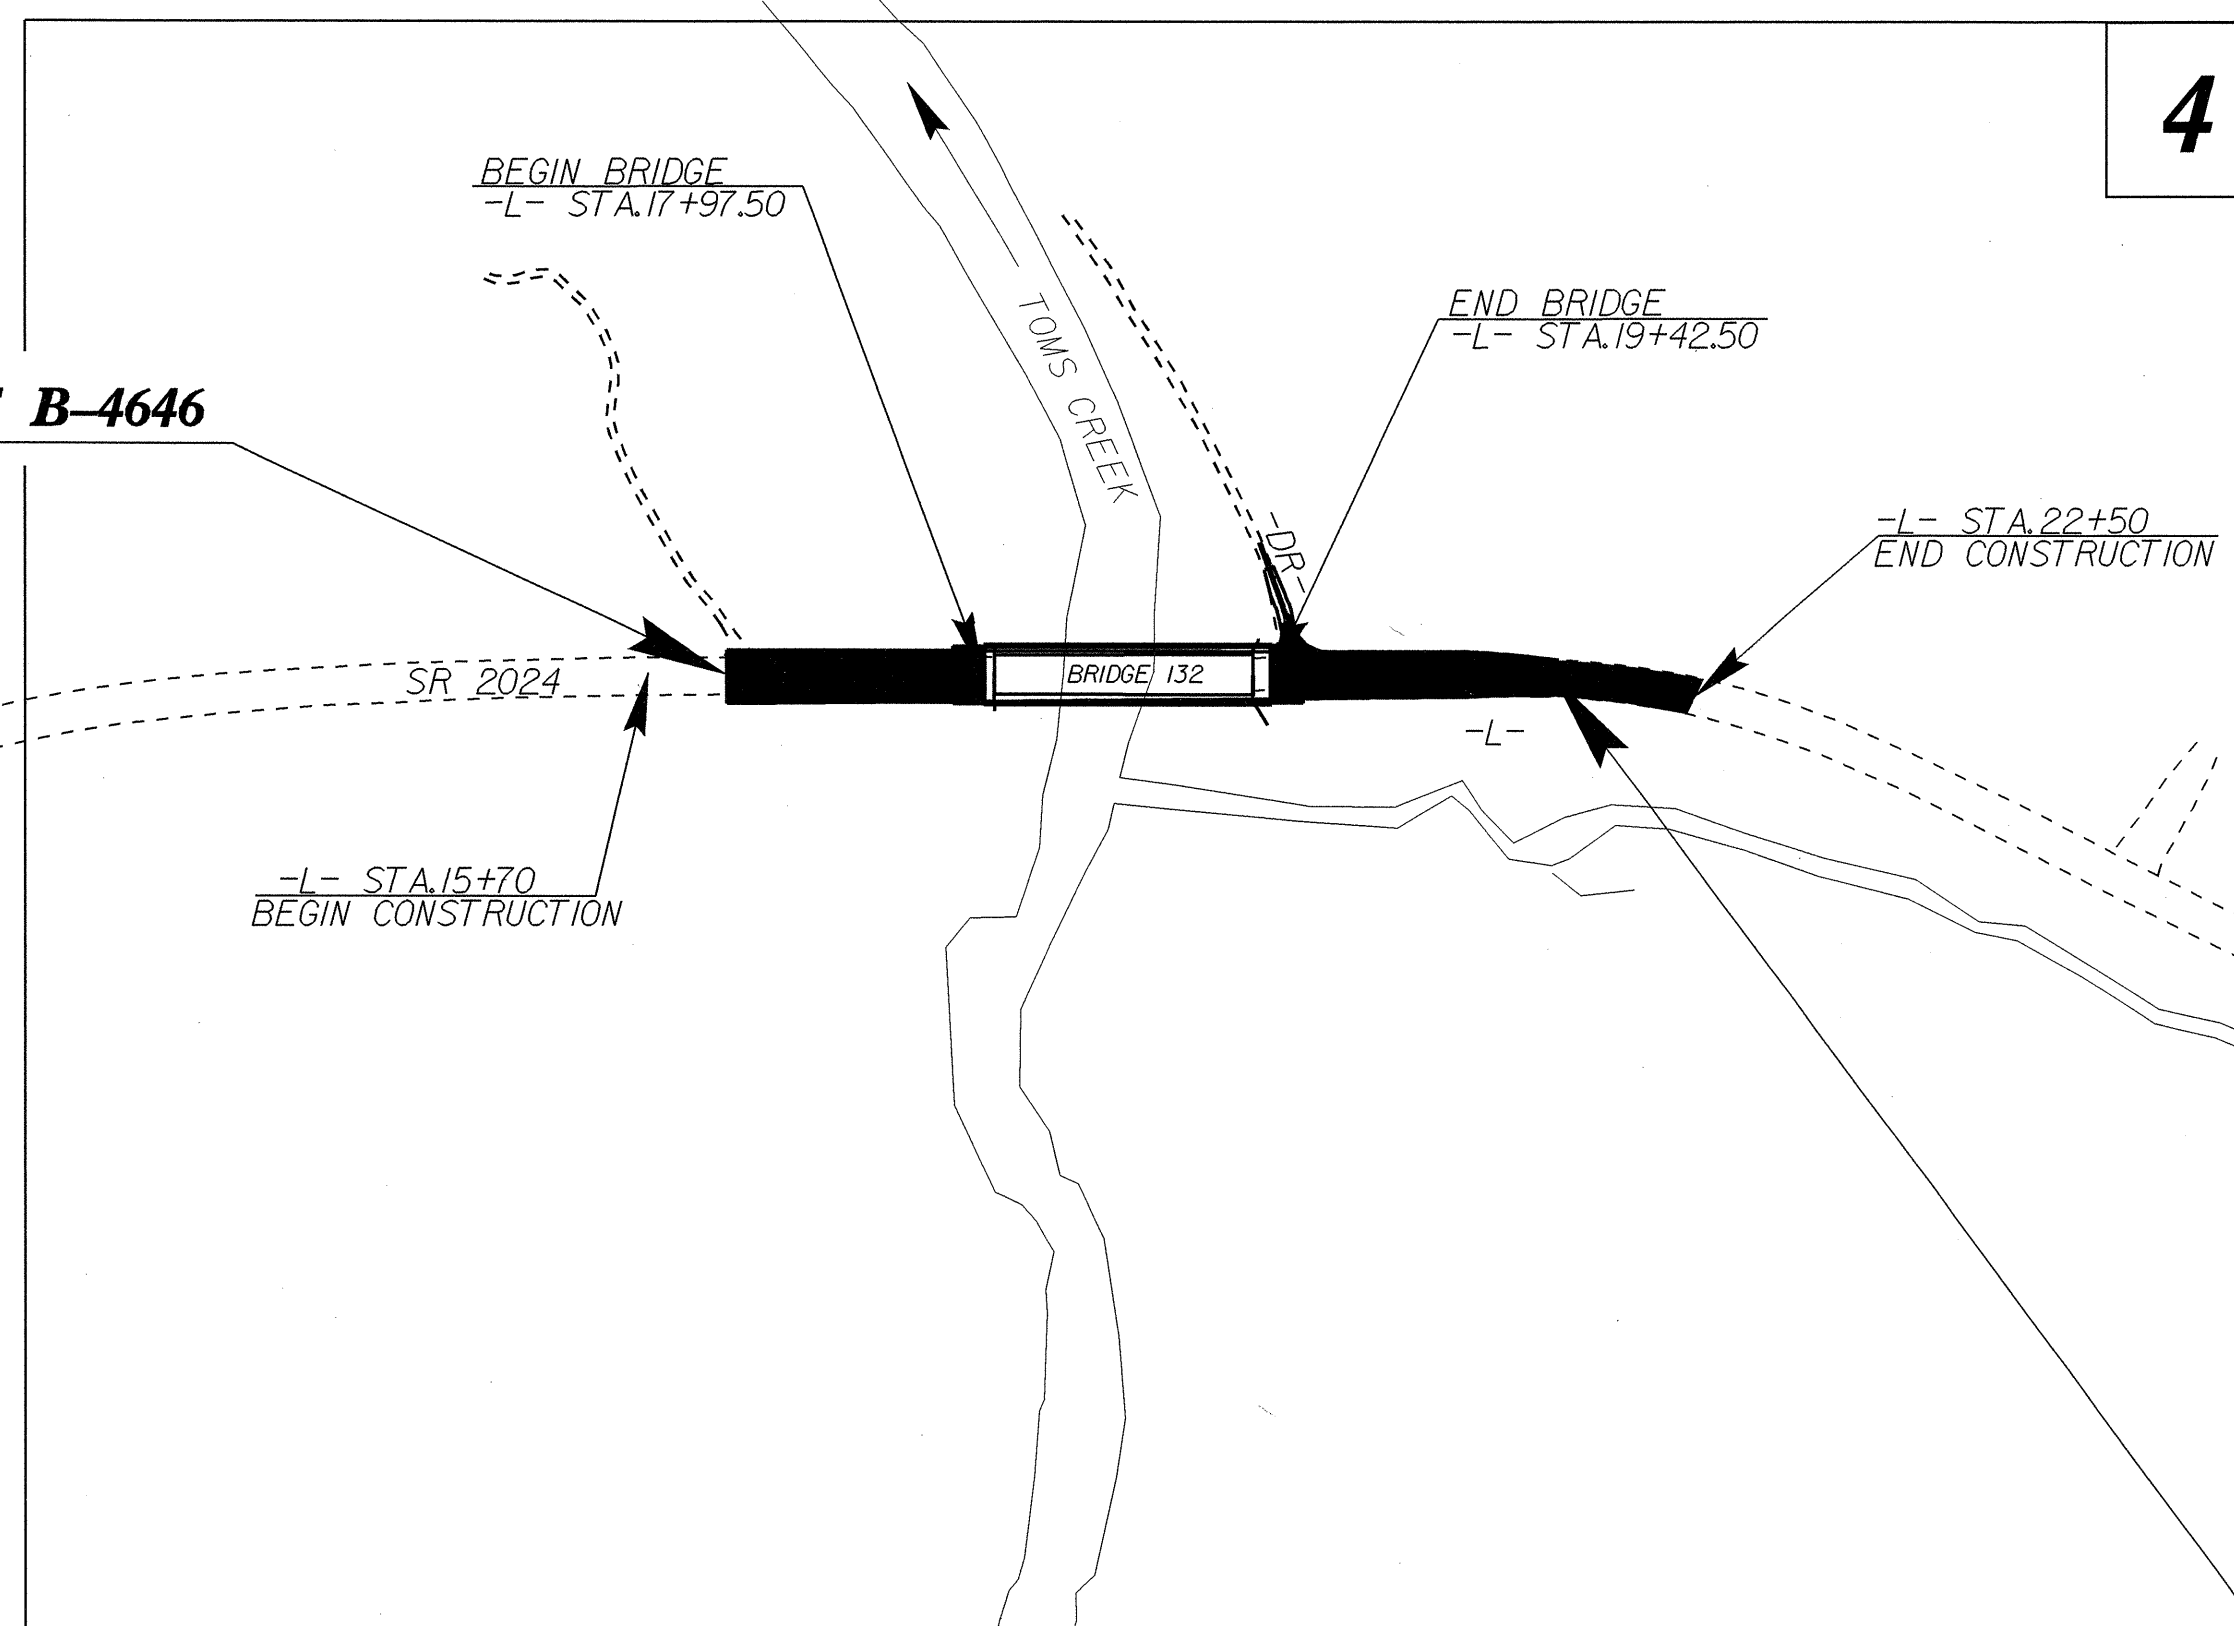 4
BEGIN BRIDGE
-L- STA.17+97.50
TOMS CREEK
END BRIDGE
-L- STA.19+42.50
B-4646
-DR-
-L- STA.22+50
END CONSTRUCTION
SR 2024
BRIDGE 132
-L-
-L- STA.15+70
BEGIN CONSTRUCTION